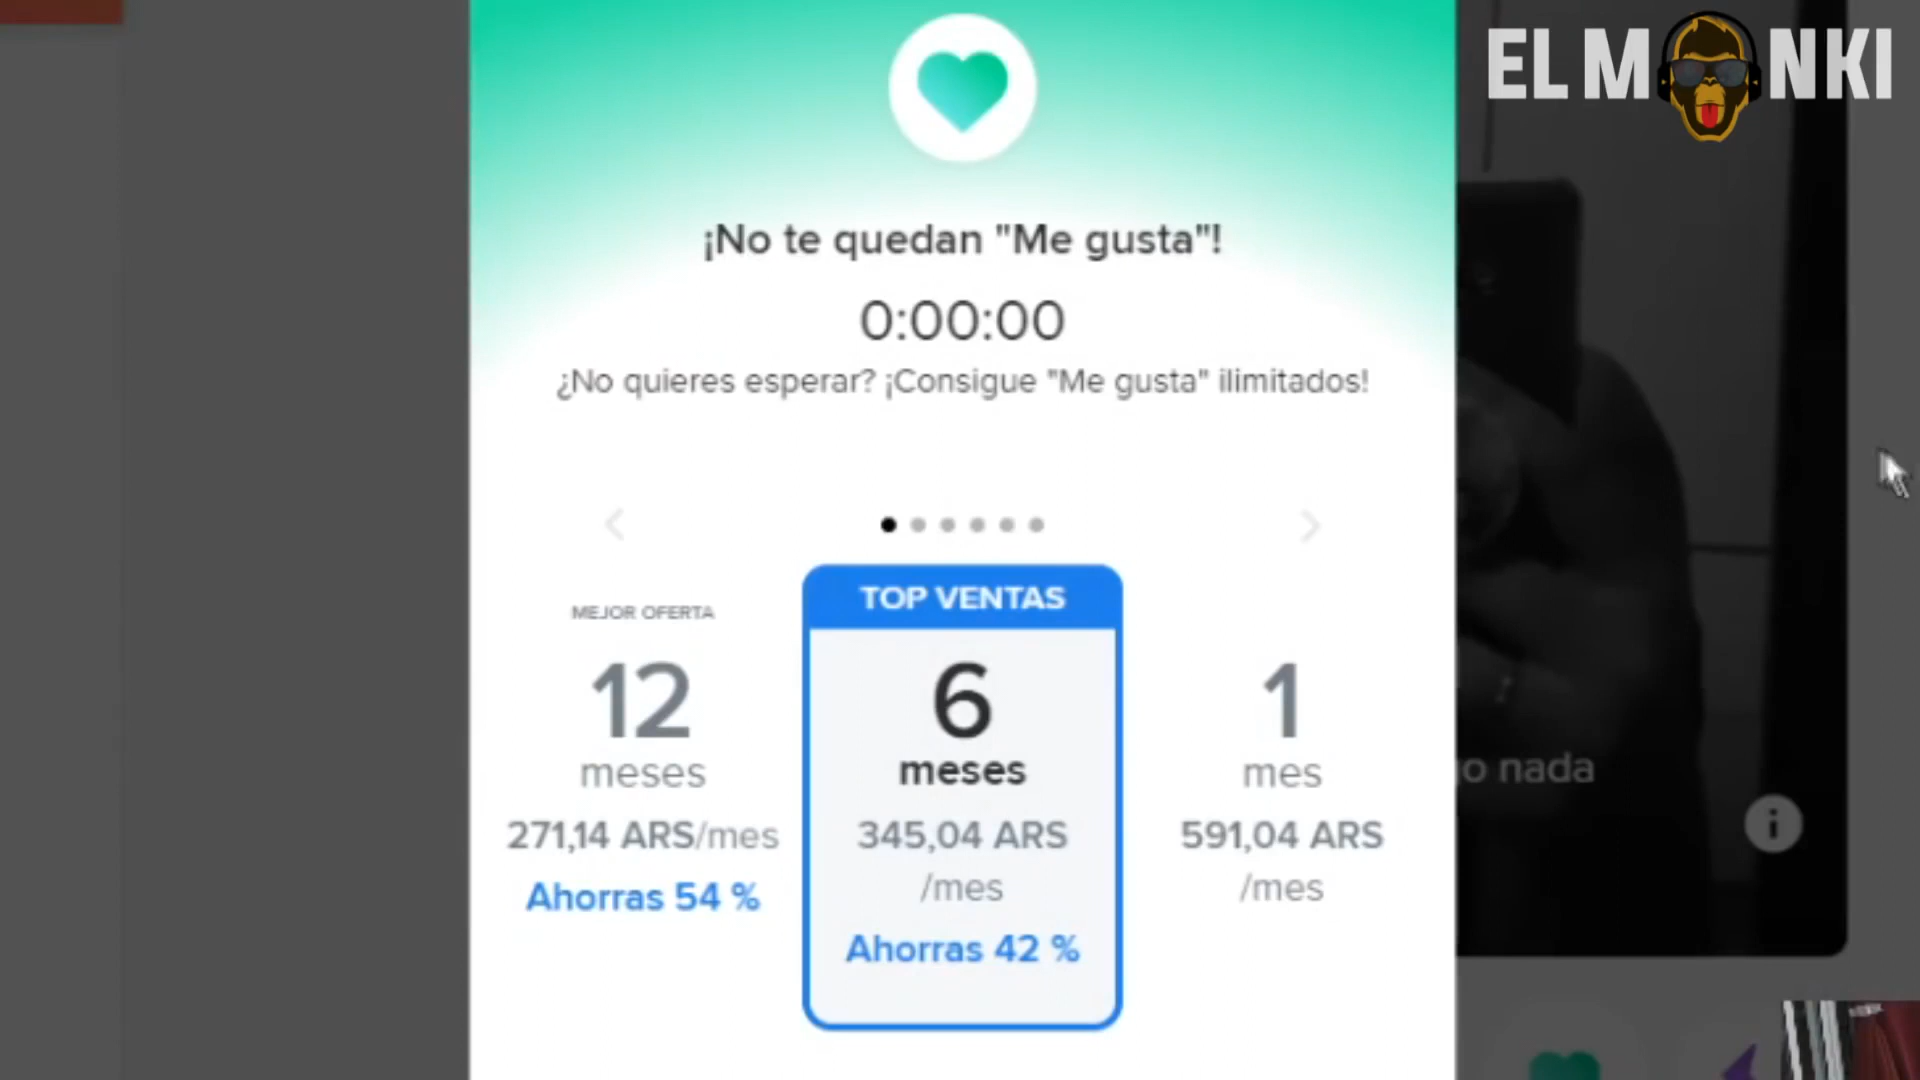 EL MONKI
¡No te quedan "Me gusta"!
0:00:00
¿No quieres esperar? ¡Consigue "Me gusta" ilimitados!
MEJOR OFERTA
12
meses
271,14 ARS/mes
Ahorras 54 %
TOP VENTAS
6
meses
345,04 ARS
/mes
Ahorras 42 %
1
mes
591,04 ARS
/mes
nada